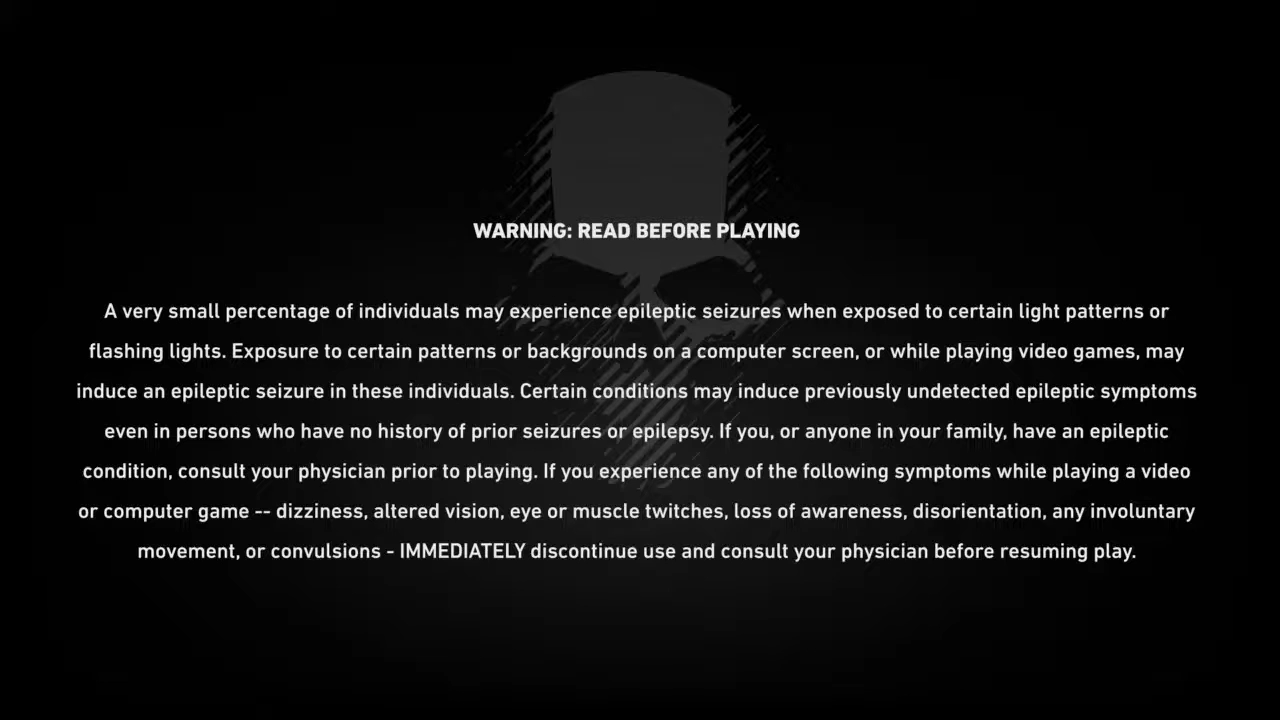 WARNING: READ BEFORE PLAYING
A very small percentage of individuals may experience epileptic seizures when exposed to certain light patterns or
flashing lights. Exposure to certain patterns or backgrounds on a computer screen, or while playing video games, may
induce an epileptic seizure in these individuals. Certain conditions may induce previously undetected epileptic symptoms
even in persons who have no history of prior seizures or epilepsy. If you, or anyone in your family, have an epileptic
condition, consult your physician prior to playing. If you experience any of the following symptoms while playing a video
or computer game -- dizziness, altered vision, eye or muscle twitches, loss of awareness, disorientation, any involuntary
movement, or convulsions - IMMEDIATELY discontinue use and consult your physician before resuming play.